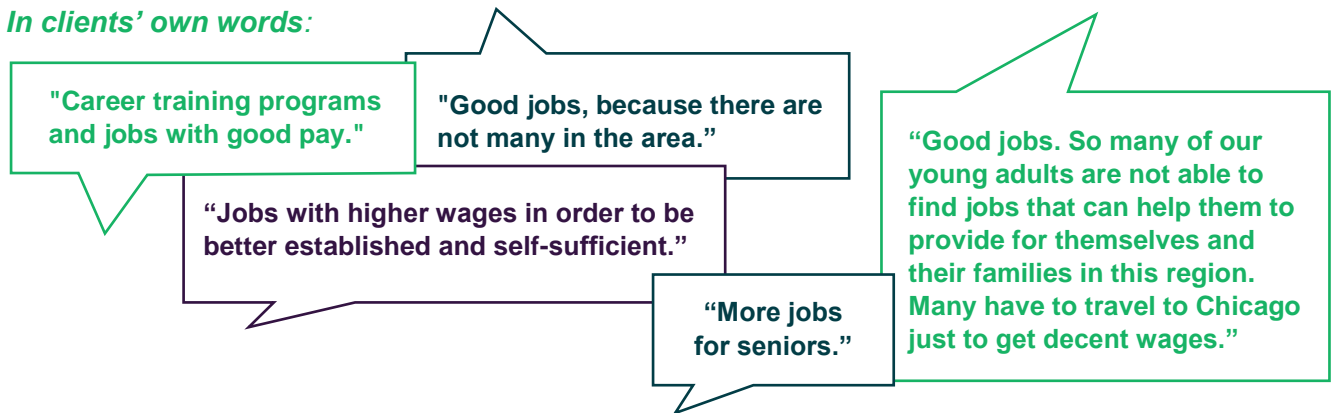 In clients’ own words:
"Career training programs
and jobs with good pay."
"Good jobs, because there are
not many in the area.”
“Jobs with higher wages in order to be
better established and self-sufficient.”
“More jobs
for seniors.”
“Good jobs. So many of our
young adults are not able to
find jobs that can help them to
provide for themselves and
their families in this region.
Many have to travel to Chicago
just to get decent wages.”